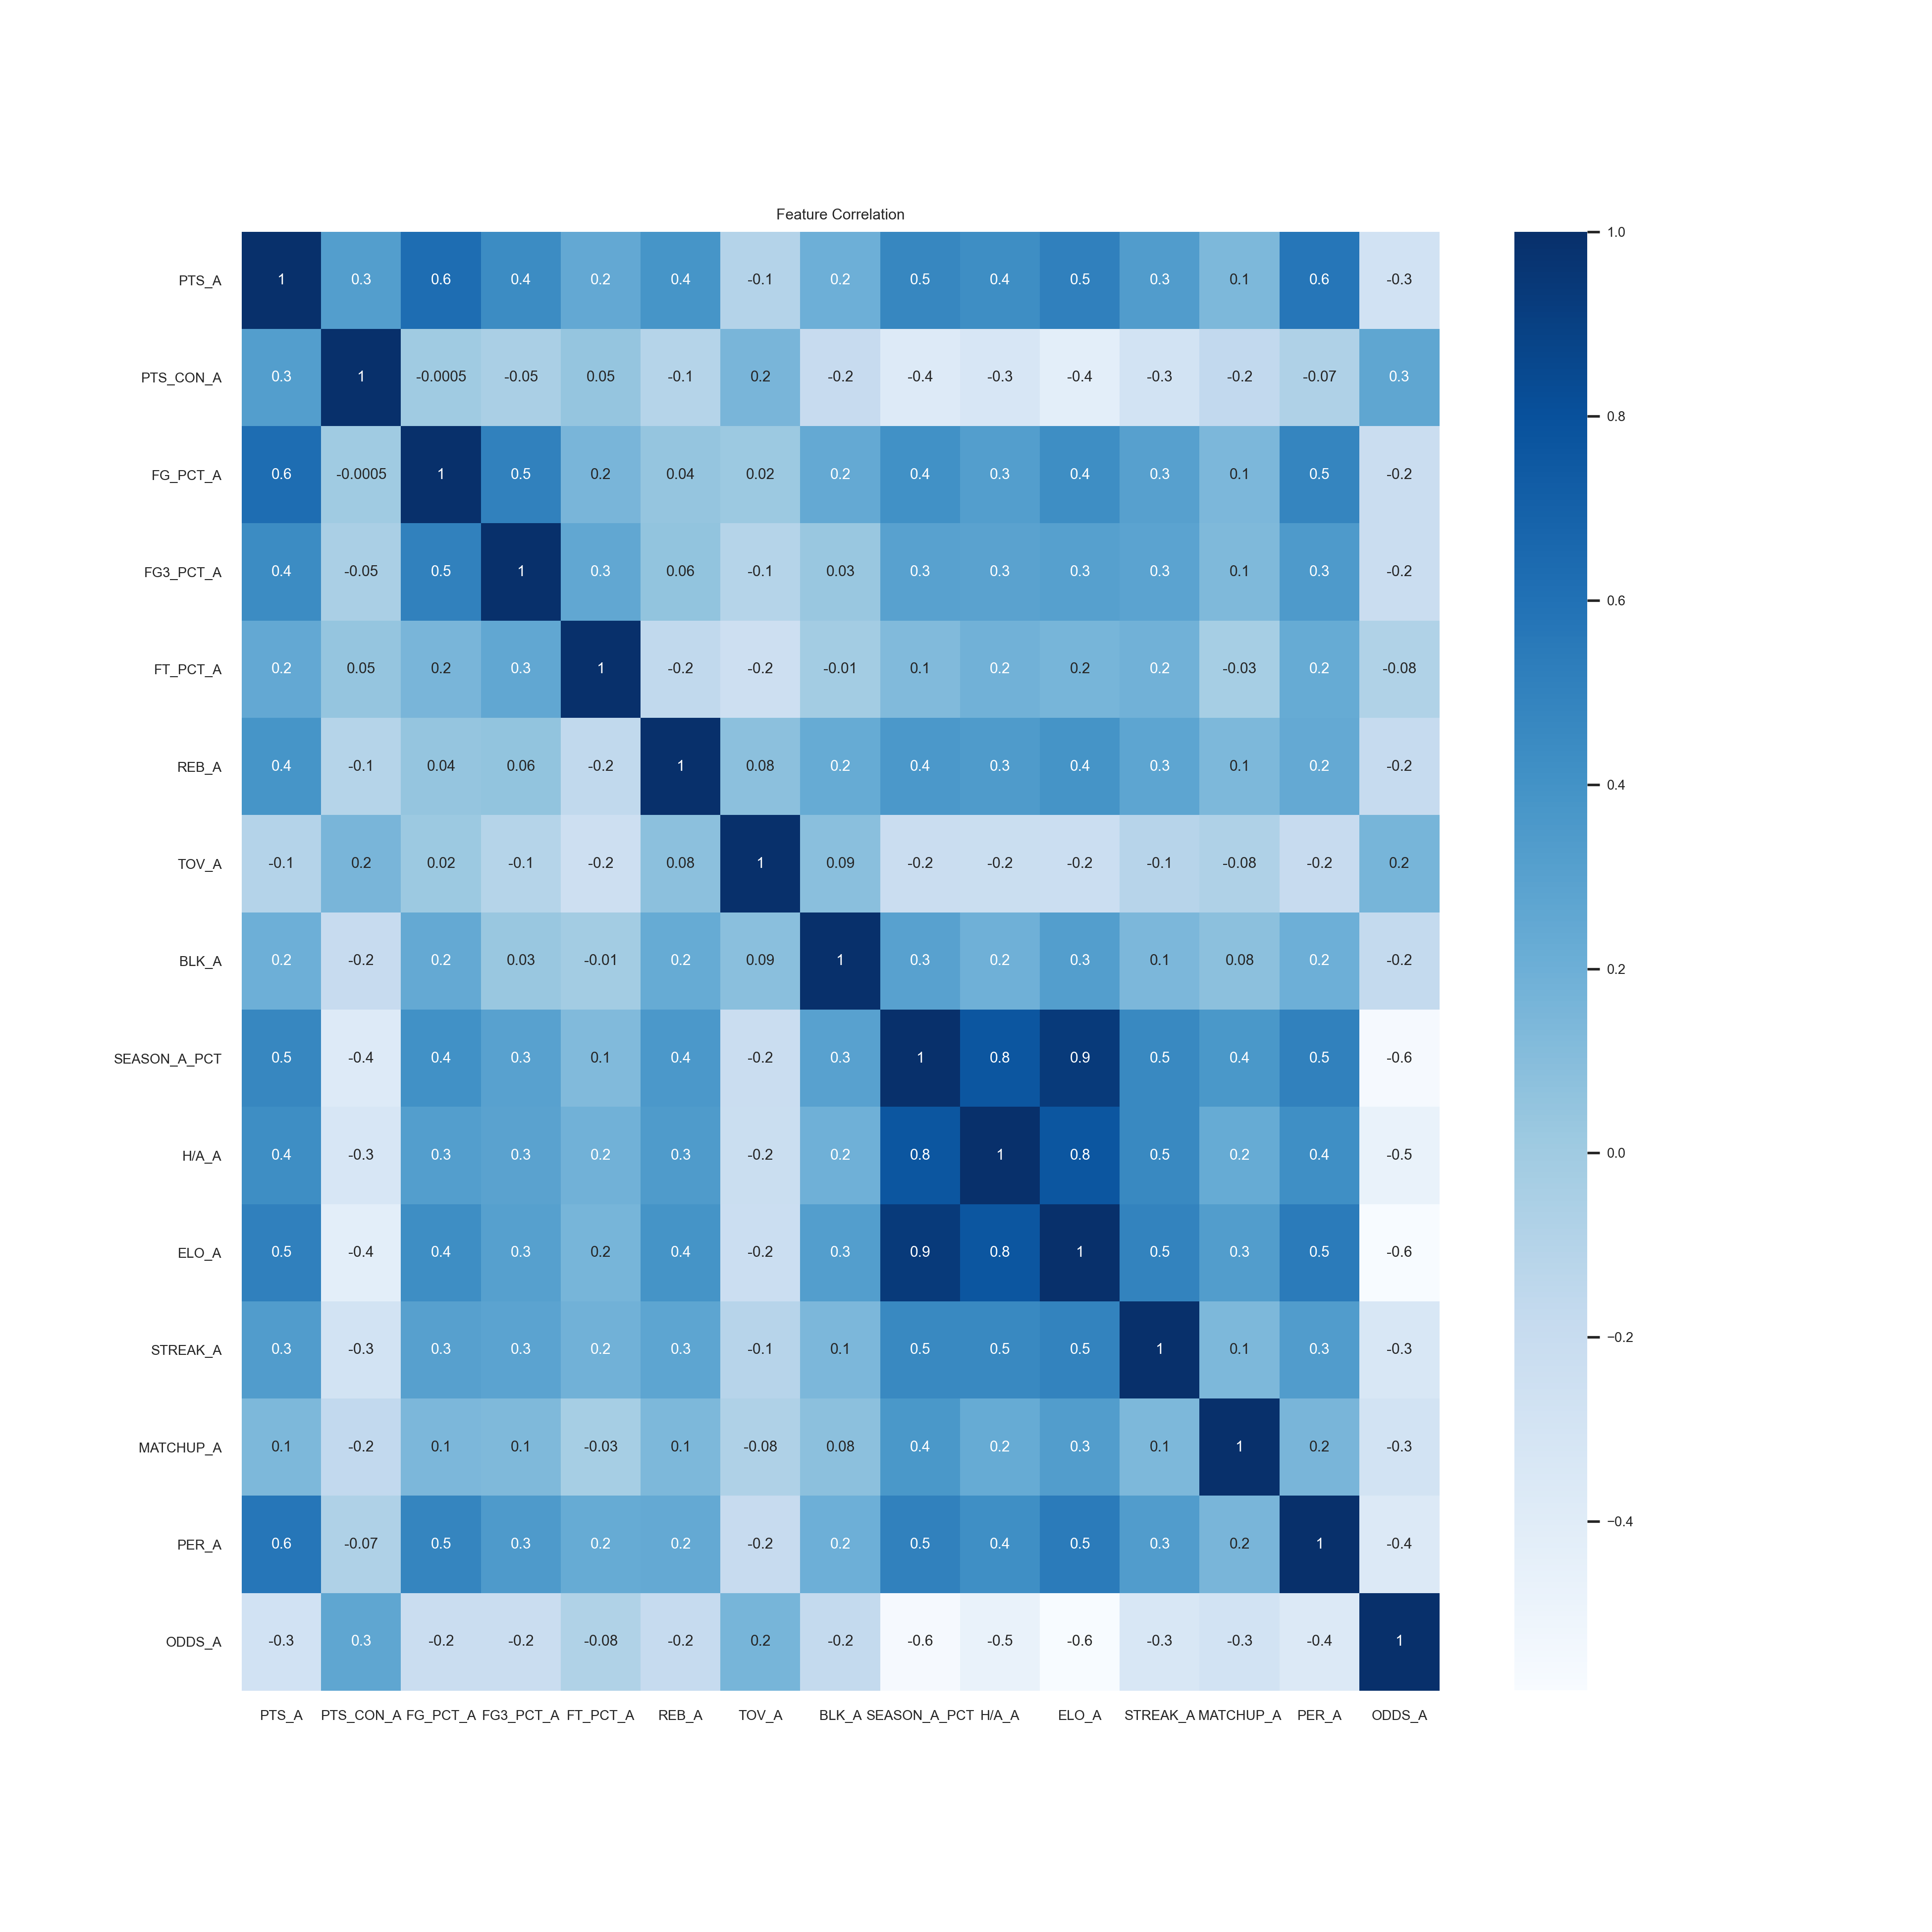 Feature Correlation
PTS_A 1 0.3 0.6 0.4 0.2 0.4 -0.1 0.2 0.5 0.4 0.5 0.3 0.1 0.6 -0.3
PTS_CON_A 0.3 1 -0.0005 -0.05 0.05 -0.1 0.2 -0.2 -0.4 -0.3 -0.4 -0.3 -0.2 -0.07 0.3
FG_PCT_A 0.6 -0.0005 1 0.5 0.2 0.04 0.02 0.2 0.4 0.3 0.4 0.3 0.1 0.5 -0.2
FG3_PCT_A 0.4 -0.05 0.5 1 0.3 0.06 -0.1 0.03 0.3 0.3 0.3 0.3 0.1 0.3 -0.2
FT_PCT_A 0.2 0.05 0.2 0.3 1 -0.2 -0.2 -0.01 0.1 0.2 0.2 0.2 -0.03 0.2 -0.08
REB_A 0.4 -0.1 0.04 0.06 -0.2 1 0.08 0.2 0.4 0.3 0.4 0.3 0.1 0.2 -0.2
TOV_A -0.1 0.2 0.02 -0.1 -0.2 0.08 1 0.09 -0.2 -0.2 -0.2 -0.1 -0.08 -0.2 0.2
BLK_A 0.2 -0.2 0.2 0.03 -0.01 0.2 0.09 1 0.3 0.2 0.3 0.1 0.08 0.2 -0.2
SEASON_A_PCT 0.5 -0.4 0.4 0.3 0.1 0.4 -0.2 0.3 1 0.8 0.9 0.5 0.4 0.5 -0.6
H/A_A 0.4 -0.3 0.3 0.3 0.2 0.3 -0.2 0.2 0.8 1 0.8 0.5 0.2 0.4 -0.5
ELO_A 0.5 -0.4 0.4 0.3 0.2 0.4 -0.2 0.3 0.9 0.8 1 0.5 0.3 0.5 -0.6
STREAK_A 0.3 -0.3 0.3 0.3 0.2 0.3 -0.1 0.1 0.5 0.5 0.5 1 0.1 0.3 -0.3
MATCHUP_A 0.1 -0.2 0.1 0.1 -0.03 0.1 -0.08 0.08 0.4 0.2 0.3 0.1 1 0.2 -0.3
PER_A 0.6 -0.07 0.5 0.3 0.2 0.2 -0.2 0.2 0.5 0.4 0.5 0.3 0.2 1 -0.4
ODDS_A -0.3 0.3 -0.2 -0.2 -0.08 -0.2 0.2 -0.2 -0.6 -0.5 -0.6 -0.3 -0.3 -0.4 1
PTS_A PTS_CON_A FG_PCT_A FG3_PCT_A FT_PCT_A REB_A TOV_A BLK_A SEASON_A_PCT H/A_A ELO_A STREAK_A MATCHUP_A PER_A ODDS_A
1.0
0.8
0.6
0.4
0.2
0.0
−0.2
−0.4